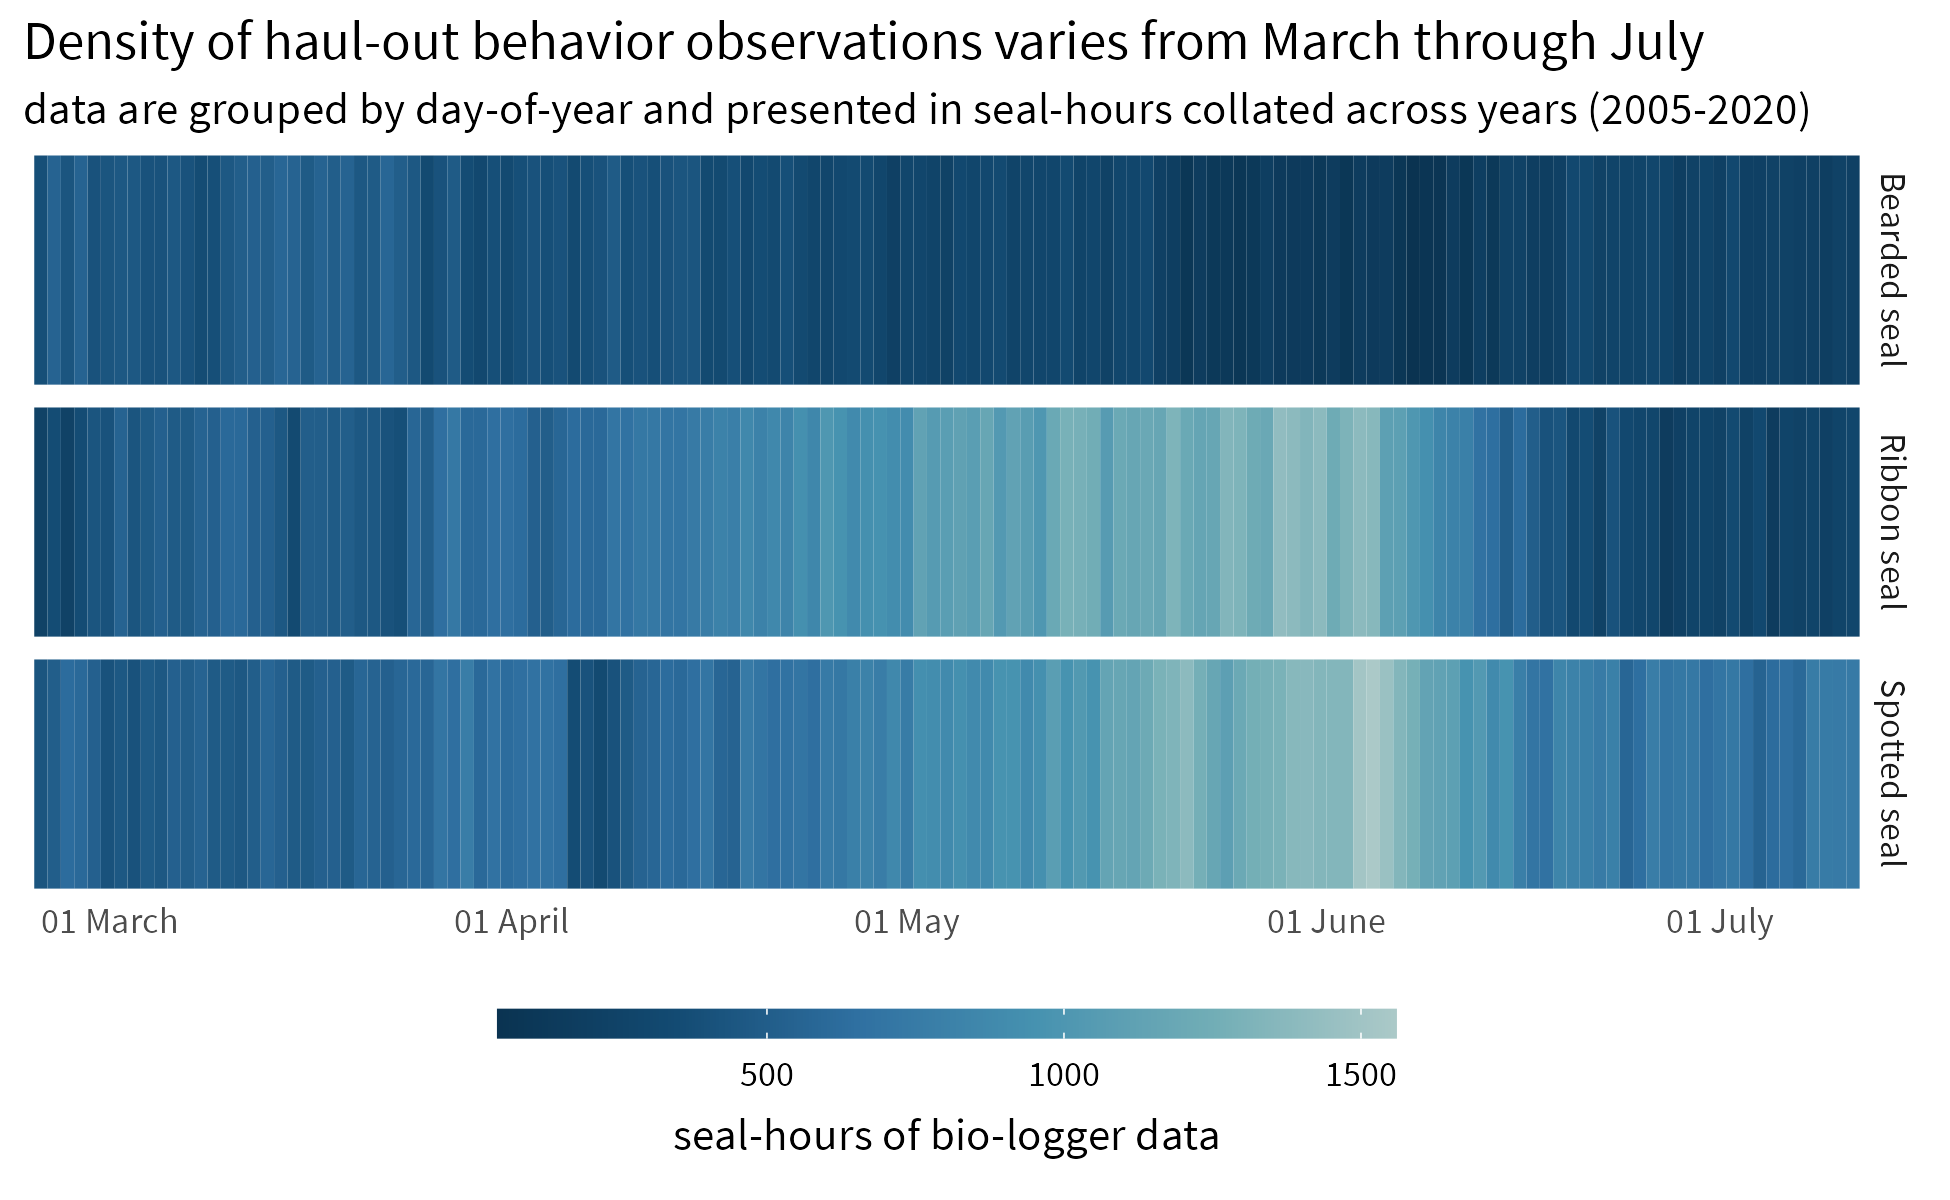 Density of haul-out behavior observations varies from March through July
data are grouped by day-of-year and presented in seal-hours collated across years (2005-2020)
Bearded seal
Ribbon seal
Spotted seal
01 March 01 April 01 May 01 June 01 July
500 1000 1500
seal-hours of bio-logger data